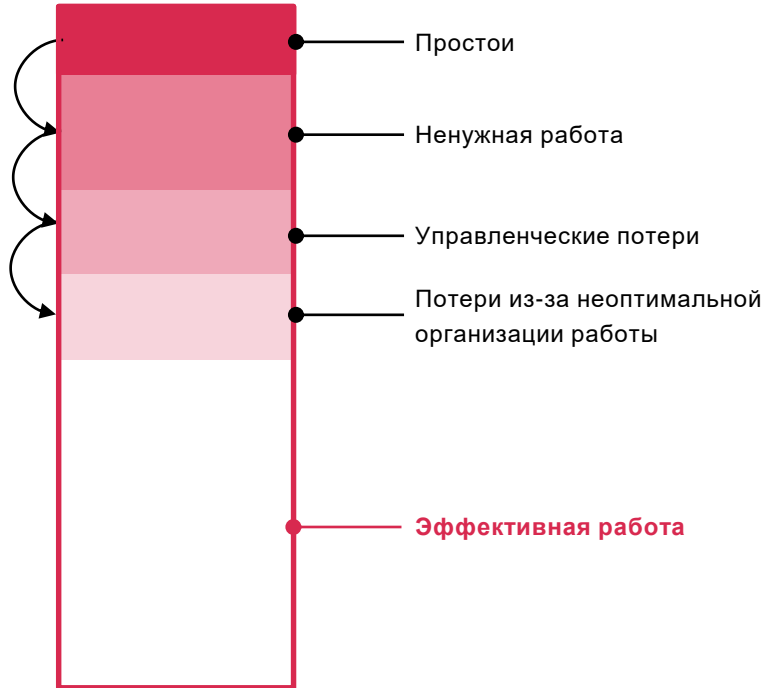 Простои
Ненужная работа
Управленческие потери
Потери из-за неоптимальной
организации работы
Эффективная работа